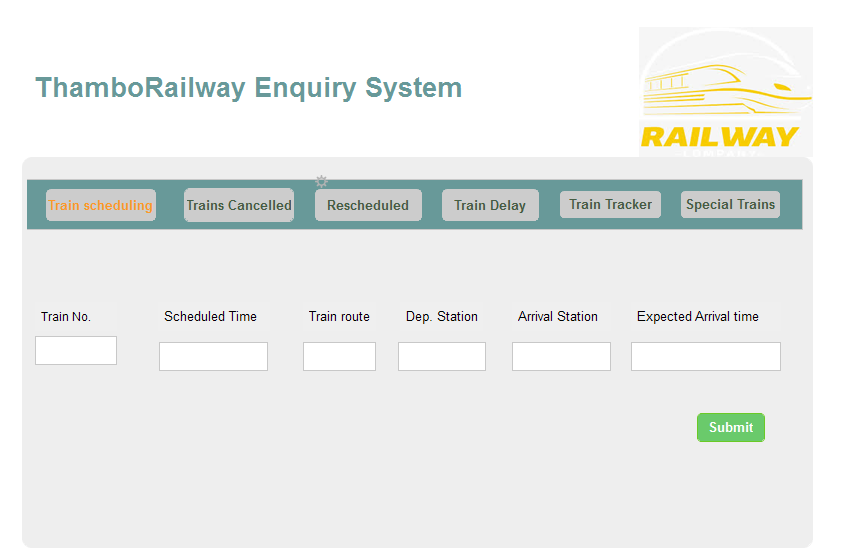 ThamboRailway Enquiry System
RAILWAY
Train scheduling Trains Cancelled Rescheduled Train Delay Train Tracker Special Trains
Train No. Scheduled Time Train route Dep. Station Arrival Station Expected Arrival time
Submit